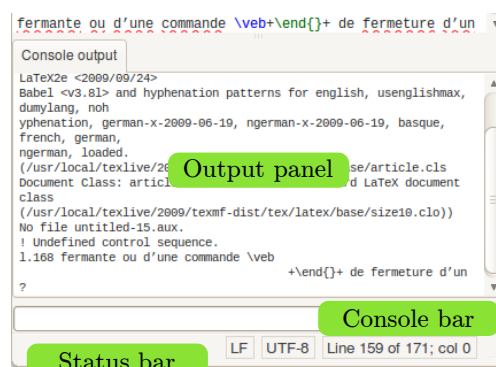 fermante ou d'une commande \veb+\end{}+ de fermeture d'un
Console output
LaTeX2e <2009/09/24>
Babel <v3.8l> and hyphenation patterns for english, usenglishmax,
dumylang, noh
yphenation, german-x-2009-06-19, ngerman-x-2009-06-19, basque,
french, german,
ngerman, loaded.
(/usr/local/texlive/20 se/article.cls
Output panel
Document Class: artic d LaTeX document
class
(/usr/local/texlive/2009/texmf-dist/tex/latex/base/size10.clo))
No file untitled-15.aux.
! Undefined control sequence.
l.168 fermante ou d'une commande \veb
+\end{}+ de fermeture d'un
?
Console bar
LF UTF-8 Line 159 of 171; col 0
Status bar